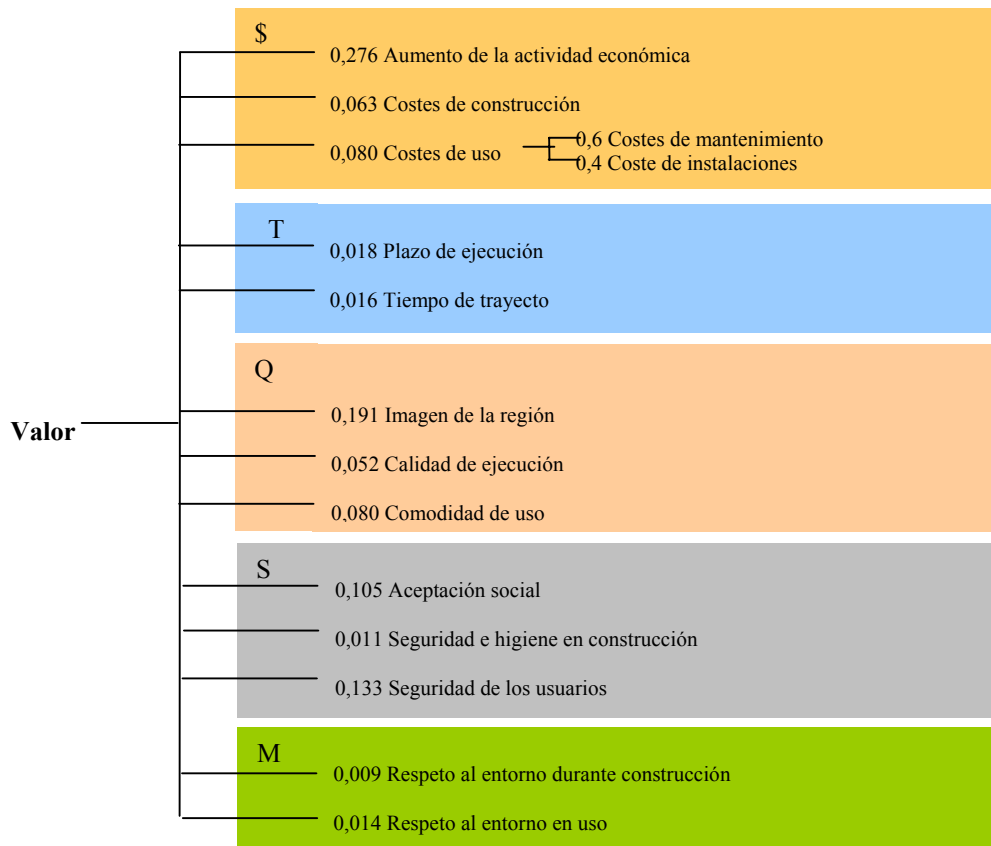 $
0,276 Aumento de la actividad económica
0,063 Costes de construcción
0,080 Costes de uso
0,6 Costes de mantenimiento
0,4 Coste de instalaciones
T
0,018 Plazo de ejecución
0,016 Tiempo de trayecto
Q
0,191 Imagen de la región
Valor
0,052 Calidad de ejecución
0,080 Comodidad de uso
S
0,105 Aceptación social
0,011 Seguridad e higiene en construcción
0,133 Seguridad de los usuarios
M
0,009 Respeto al entorno durante construcción
0,014 Respeto al entorno en uso